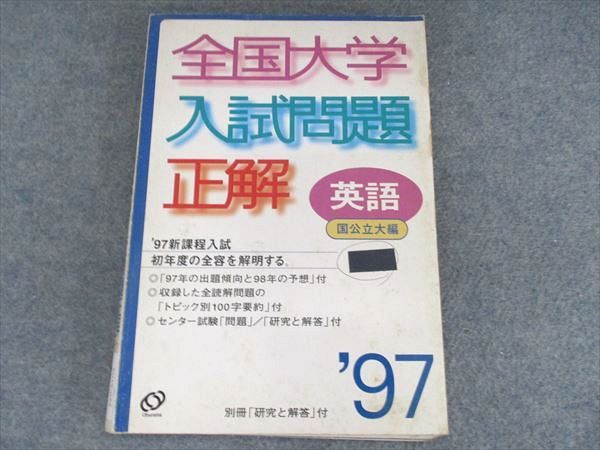 全国大学
入試問題
正解
英語
国公立大編
'97新課程入試
初年度の全容を解明する。
◎「'97年の出題傾向と98年の予想」付
◎収録した全読解問題の
「トピック別100字要約」付
◎センター試験「問題」／「研究と解答」付
'97
Obunsha
別冊「研究と解答」付